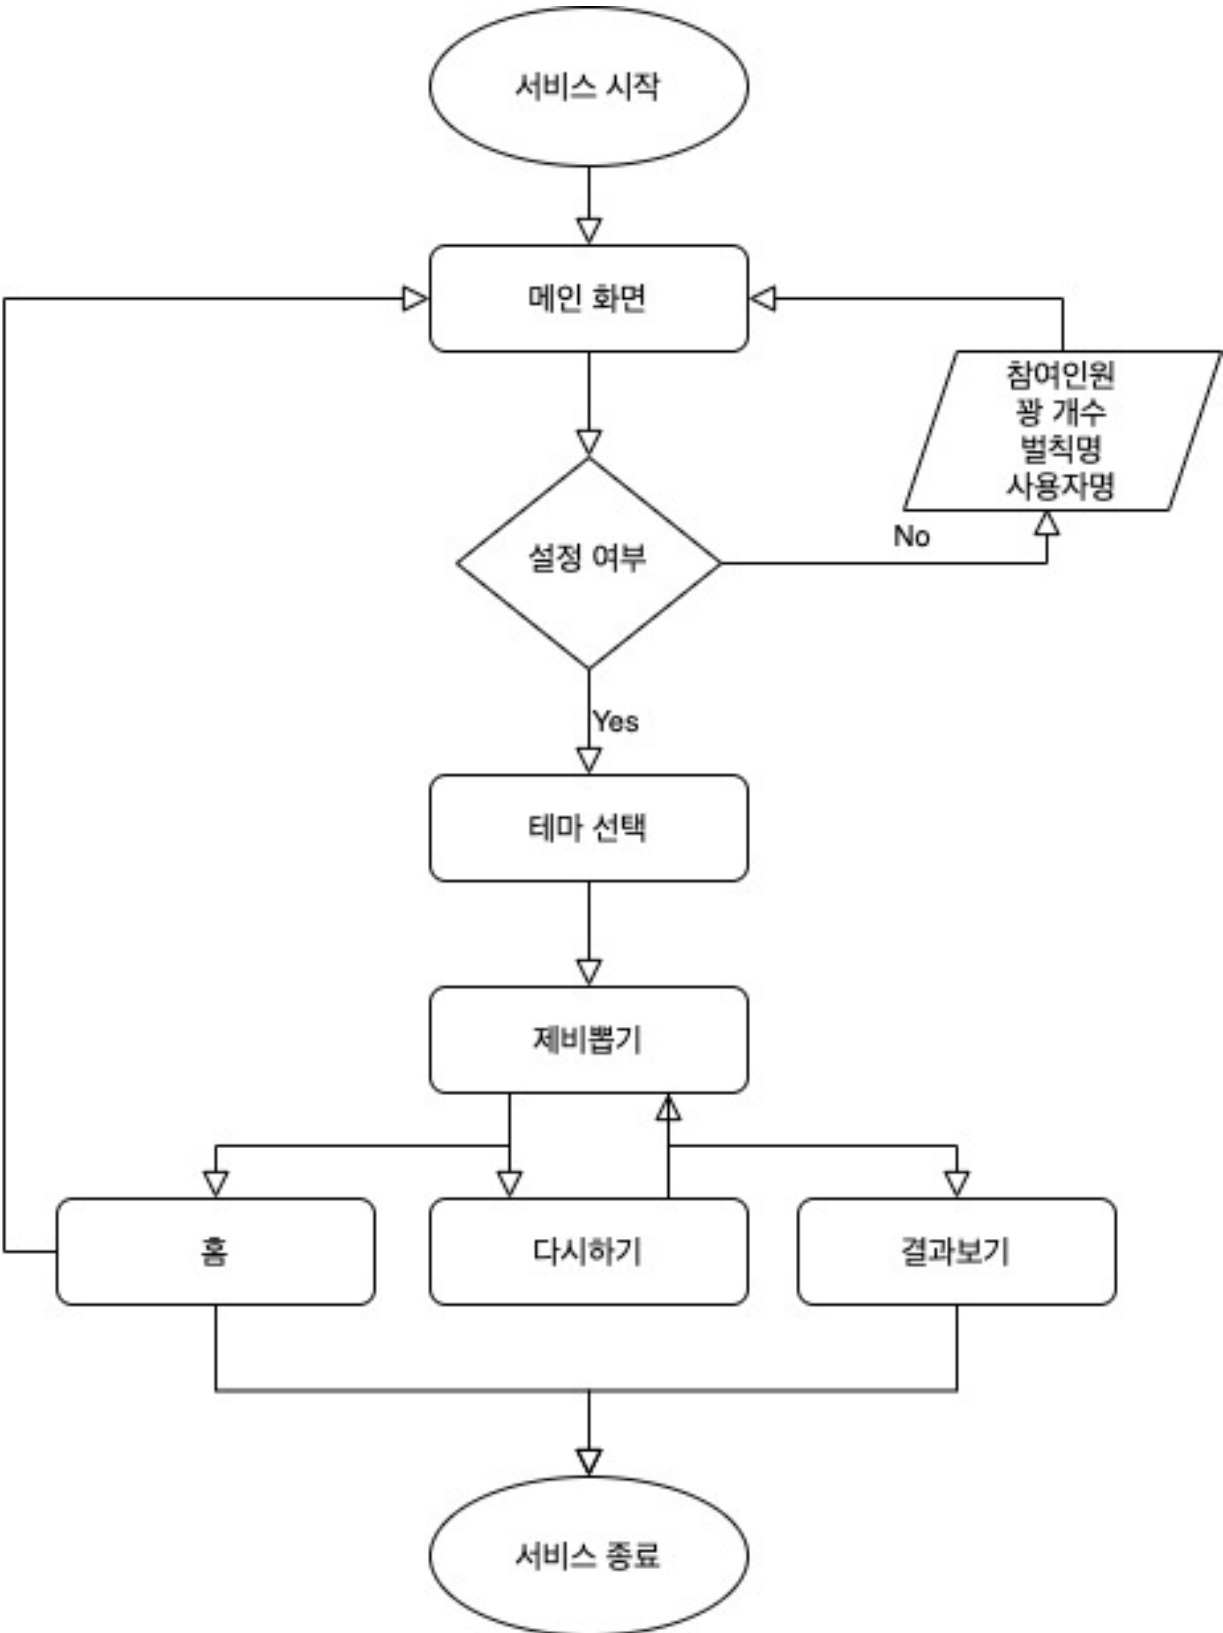 서비스 시작
메인 화면
참여인원
꽝 개수
벌칙명
사용자명
설정 여부
No
Yes
테마 선택
제비뽑기
홈
다시하기
결과보기
서비스 종료